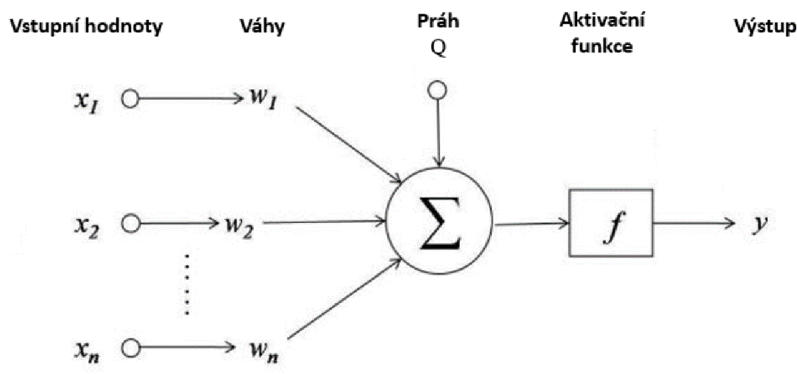 Vstupní hodnoty
Váhy
Práh
Q
Aktivační
funkce
Výstup
x1
w1
x2
w2
Σ
f
y
xn
wn